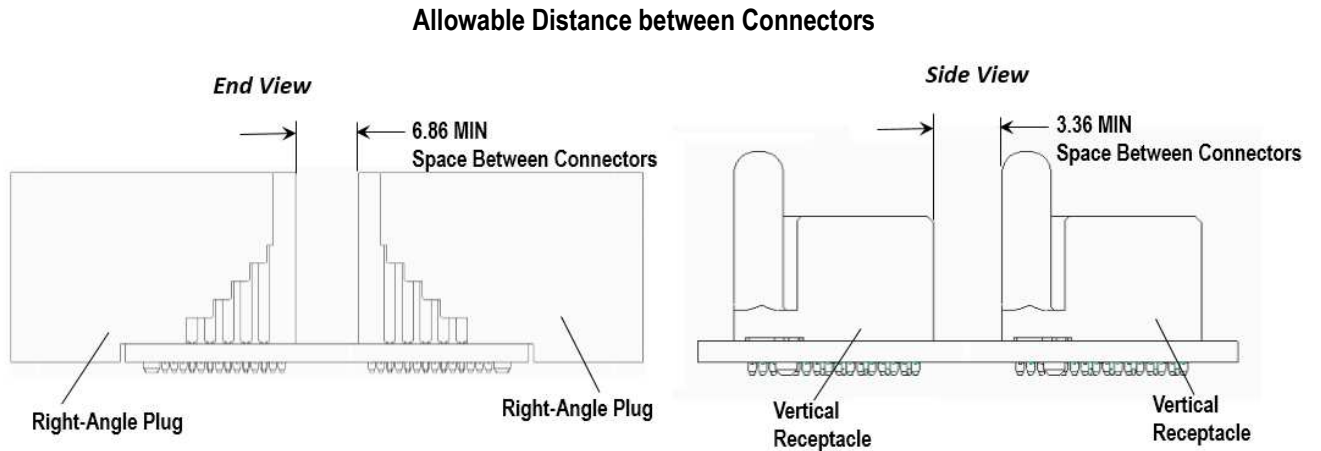 Allowable Distance between Connectors
End View
6.86 MIN
Space Between Connectors
Right-Angle Plug
Right-Angle Plug
Side View
3.36 MIN
Space Between Connectors
Vertical
Receptacle
Vertical
Receptacle